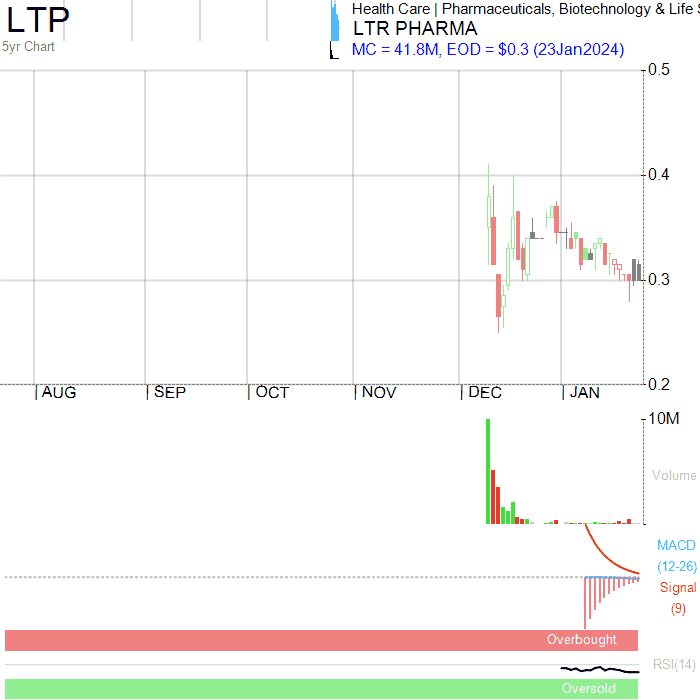 LTP
Health Care | Pharmaceuticals, Biotechnology & Life
LTR PHARMA
5yr Chart
MC = 41.8M, EOD = $0.3 (23Jan2024)
0.5
0.4
0.3
0.2
AUG SEP OCT NOV DEC JAN
10M
Volume
MACD
(12-26)
Signal
(9)
Overbought
RSI(14)
Oversold